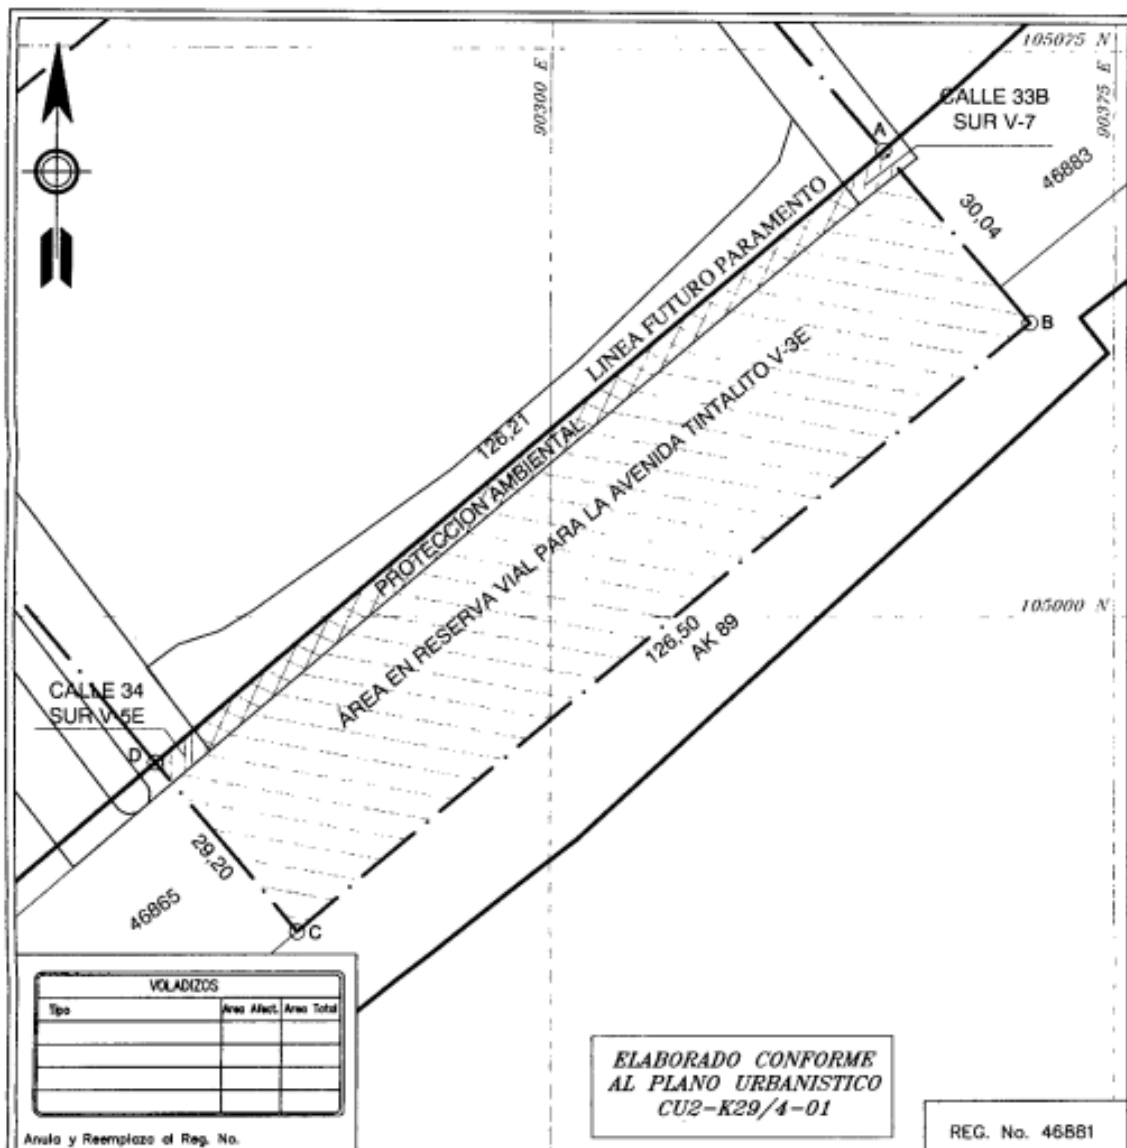 105075 N
90300 E
90375 E
CALLE 33B
SUR V-7
A
46883
30,04
LINEA FUTURO PARAMENTO
B
126,21
PROTECCION AMBIENTAL
ÁREA EN RESERVA VIAL PARA LA AVENIDA TINTALITO V-3E
105000 N
126,50
AK 89
CALLE 34
SUR V-5E
D
29,20
46865
C
VOLADIZOS
Tipo Area Afect. Area Total
ELABORADO CONFORME
AL PLANO URBANISTICO
CU2-K29/4-01
Anula y Reemplaza al Reg. No.
REG. No. 46881